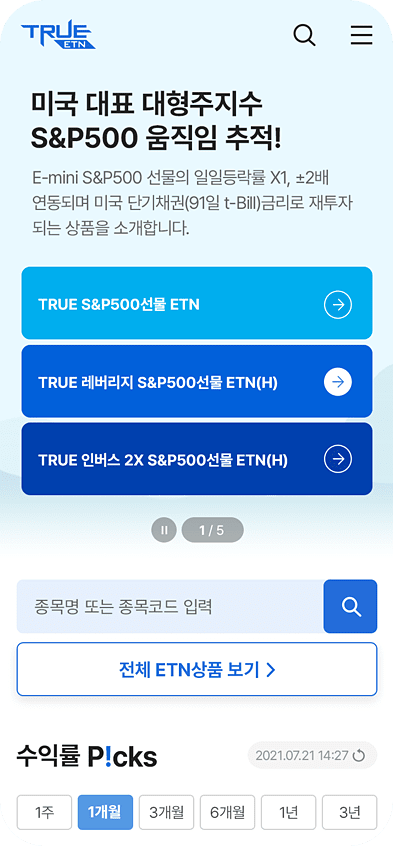 TRUE
ETN
미국 대표 대형주지수
S&P500 움직임 추적!
E-mini S&P500 선물의 일일등락률 X1, ±2배
연동되며 미국 단기채권(91일 t-Bill)금리로 재투자
되는 상품을 소개합니다.
TRUE S&P500선물 ETN
TRUE 레버리지 S&P500선물 ETN(H)
TRUE 인버스 2X S&P500선물 ETN(H)
1 / 5
종목명 또는 종목코드 입력
전체 ETN상품 보기
수익률 P!cks
2021.07.21 14:27
1주 1개월 3개월 6개월 1년 3년